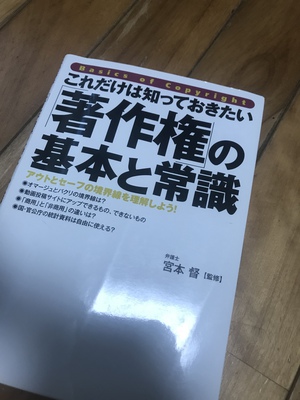 Basics of Copyright
これだけは知っておきたい
「著作権」の
基本と常識
アウトとセーフの境界線を理解しよう!
●オマージュとパクリの境界線は?
●動画投稿サイトにアップできるもの、できないもの
●「商用」と「非商用」の違いは?
●国・官公庁の統計資料は自由に使える?
弁護士
宮本 督[監修]